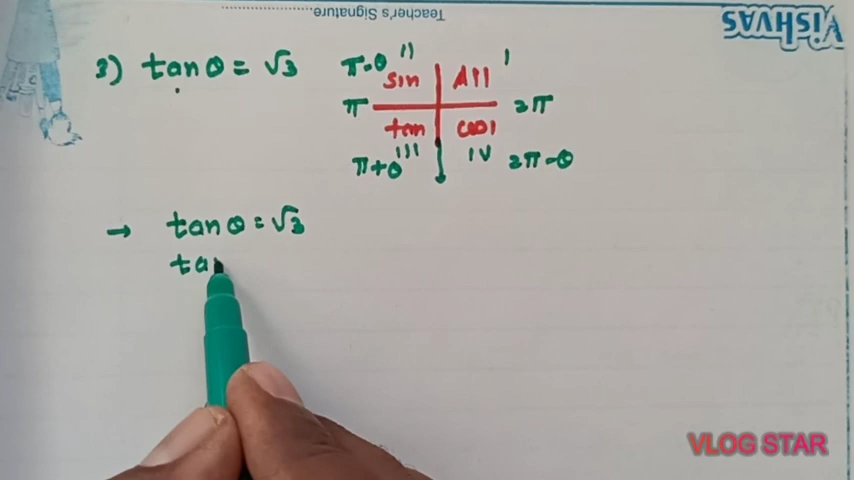 Teacher's Signature........................
VISHVAS
3) tan θ = √3
π-θ II sin All I
π 2π
tan cos
π+θ III IV 2π-θ
→ tan θ = √3
ta
VLOG STAR